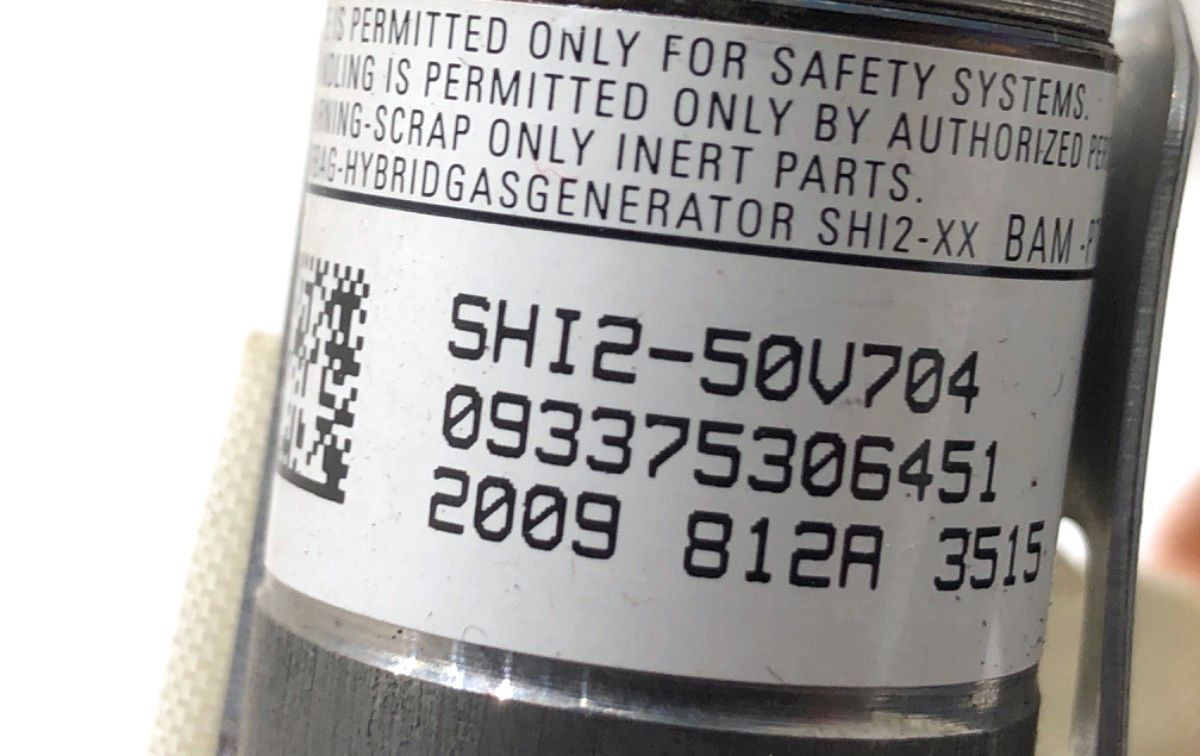 IS PERMITTED ONLY FOR SAFETY SYSTEMS.
IS PERMITTED ONLY BY AUTHORIZED
-SCRAP ONLY INERT PARTS.
-HYBRIDGASGENERATOR SHI2-XX BAM-
SHI2-50V704
093375306451
2009 812A 3515